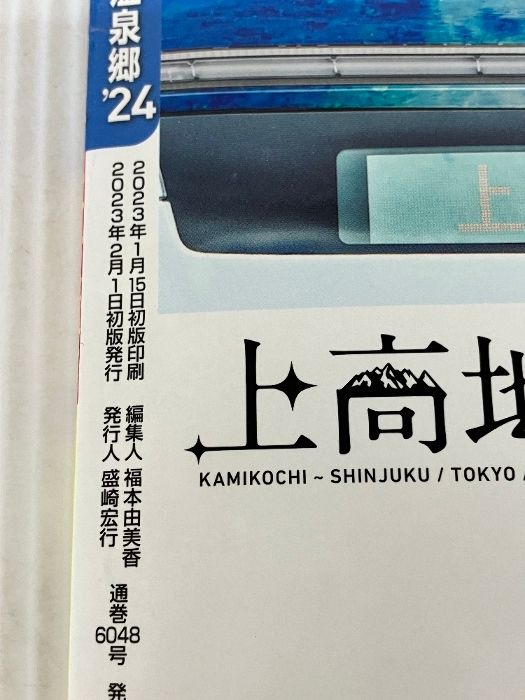 温泉郷'24
2023年1月15日初版印刷
2023年2月1日初版発行
編集人 福本由美香
発行人 盛崎宏行
通巻6048号 発
上
上高地
KAMIKOCHI ~ SHINJUKU / TOKYO